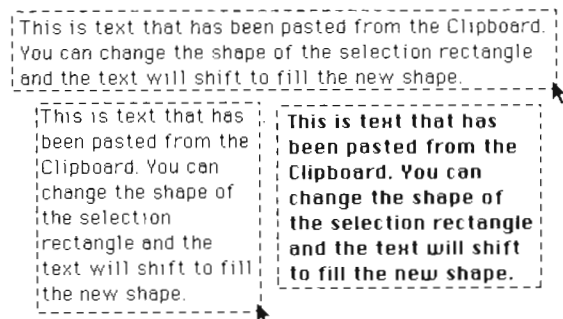 This is text that has been pasted from the Clipboard.
You can change the shape of the selection rectangle
and the text will shift to fill the new shape.
This is text that has
been pasted from the
Clipboard. You can
change the shape of
the selection
rectangle and the
text will shift to fill
the new shape.
This is text that has
been pasted from the
Clipboard. You can
change the shape of
the selection rectangle
and the text will shift
to fill the new shape.